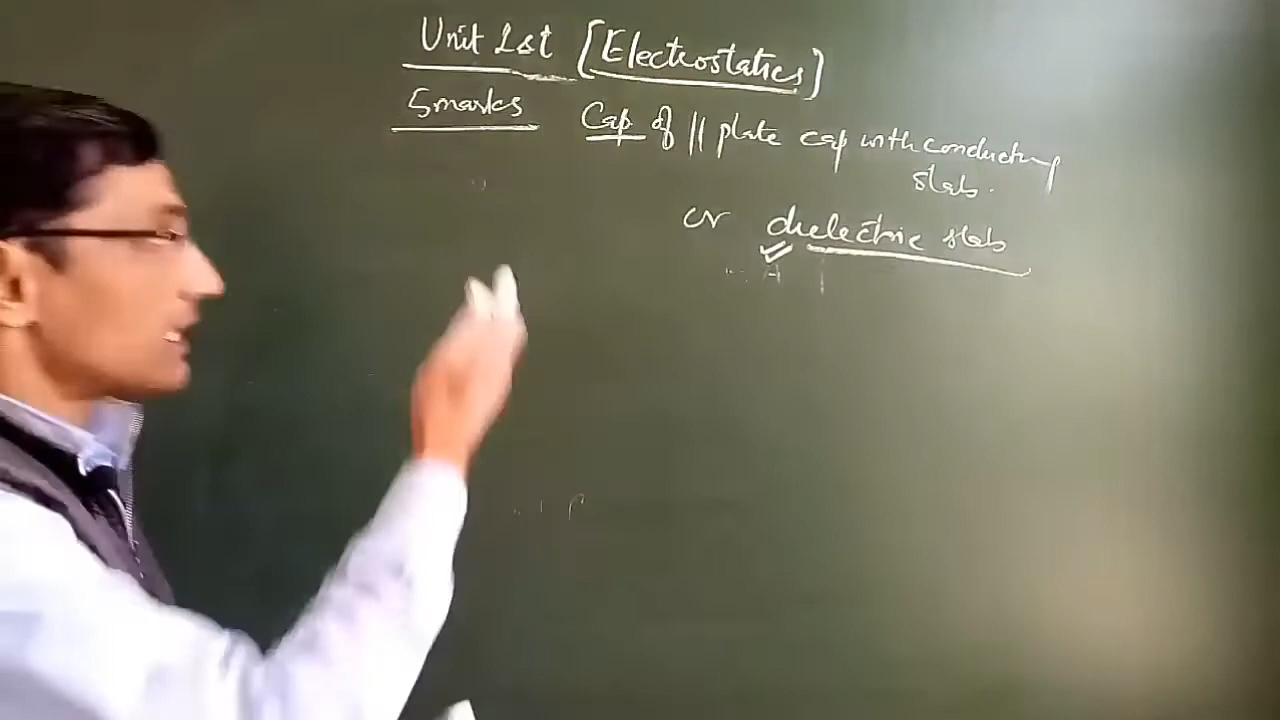 Unit 1st [Electrostatics]
5marks Cap of || plate cap with conducting
slab.
or dielectric slab